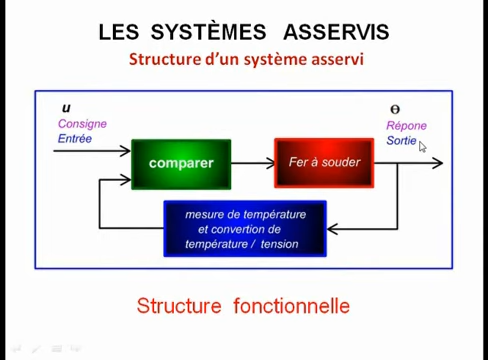 LES SYSTÈMES ASSERVIS
Structure d'un système asservi
u
Consigne
Entrée
comparer
Fer à souder
Θ
Répone
Sortie
mesure de température
et convertion de
température / tension
Structure fonctionnelle